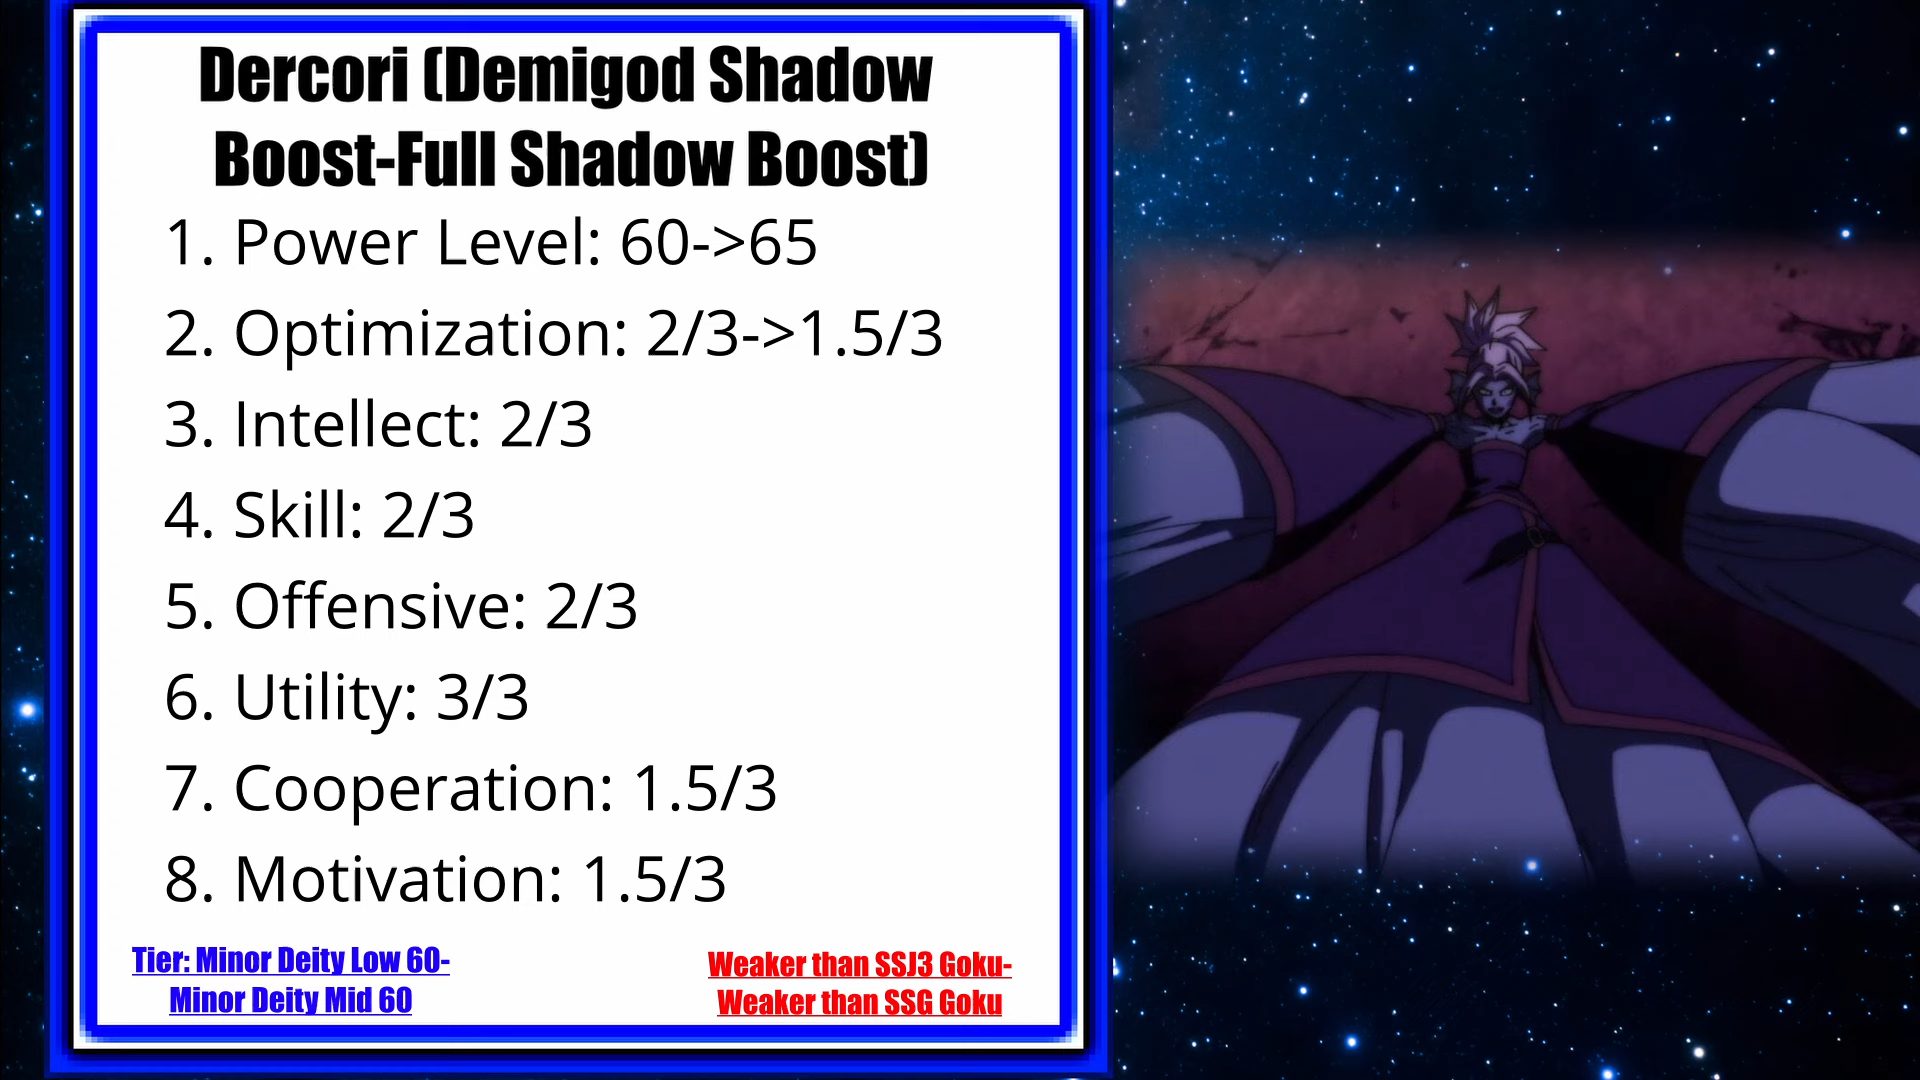 Dercori (Demigod Shadow
Boost-Full Shadow Boost)
1. Power Level: 60->65
2. Optimization: 2/3->1.5/3
3. Intellect: 2/3
4. Skill: 2/3
5. Offensive: 2/3
6. Utility: 3/3
7. Cooperation: 1.5/3
8. Motivation: 1.5/3
Tier: Minor Deity Low 60-
Minor Deity Mid 60
Weaker than SSJ3 Goku-
Weaker than SSG Goku